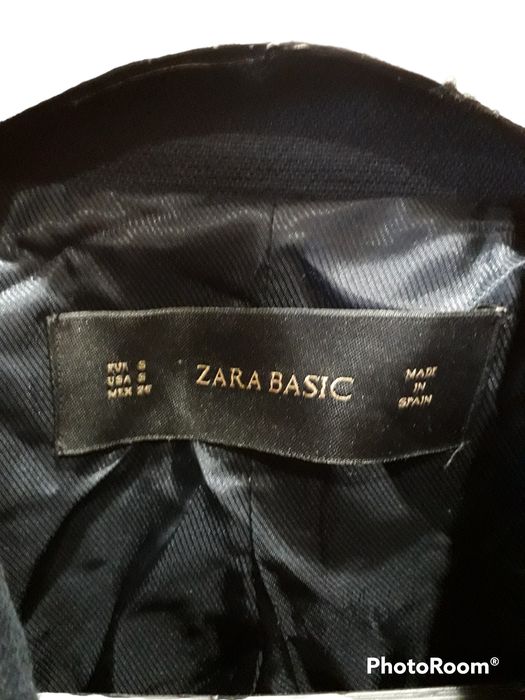 EUR S
USA S
MEX 26
ZARA BASIC
MADE
IN
SPAIN
PhotoRoom®